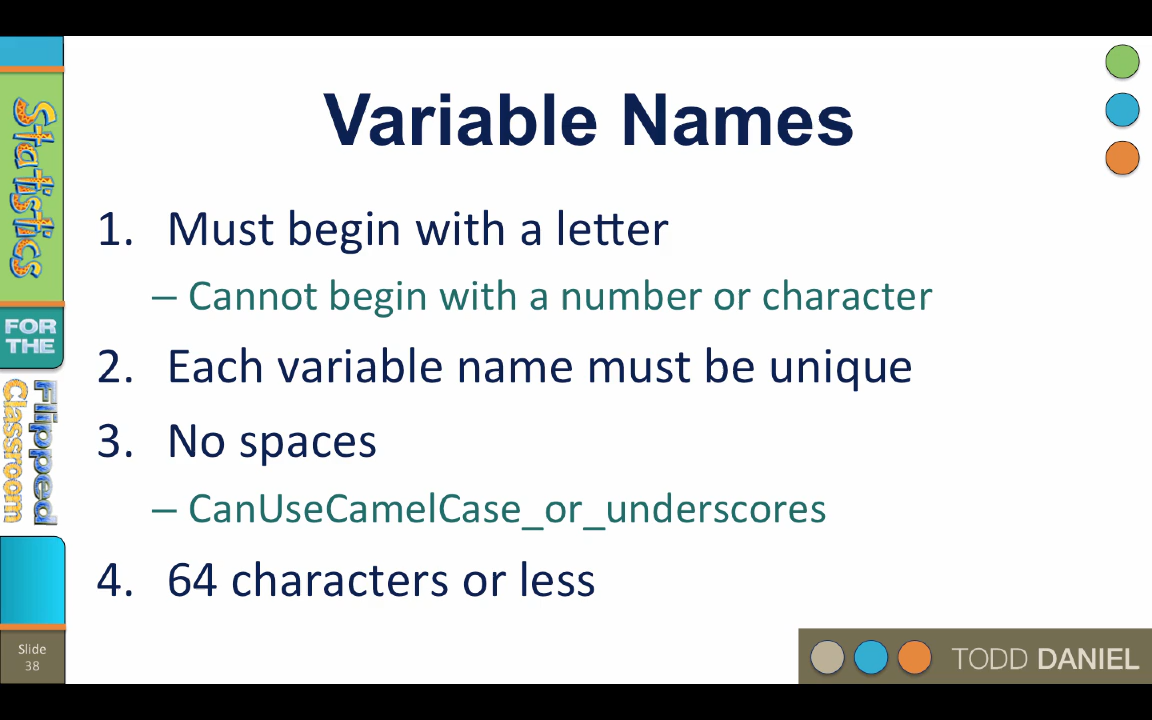 Variable Names
1. Must begin with a letter
– Cannot begin with a number or character
2. Each variable name must be unique
3. No spaces
– CanUseCamelCase_or_underscores
4. 64 characters or less
Statistics
FOR
THE
Flipped
Classroom
Slide
38
TODD DANIEL